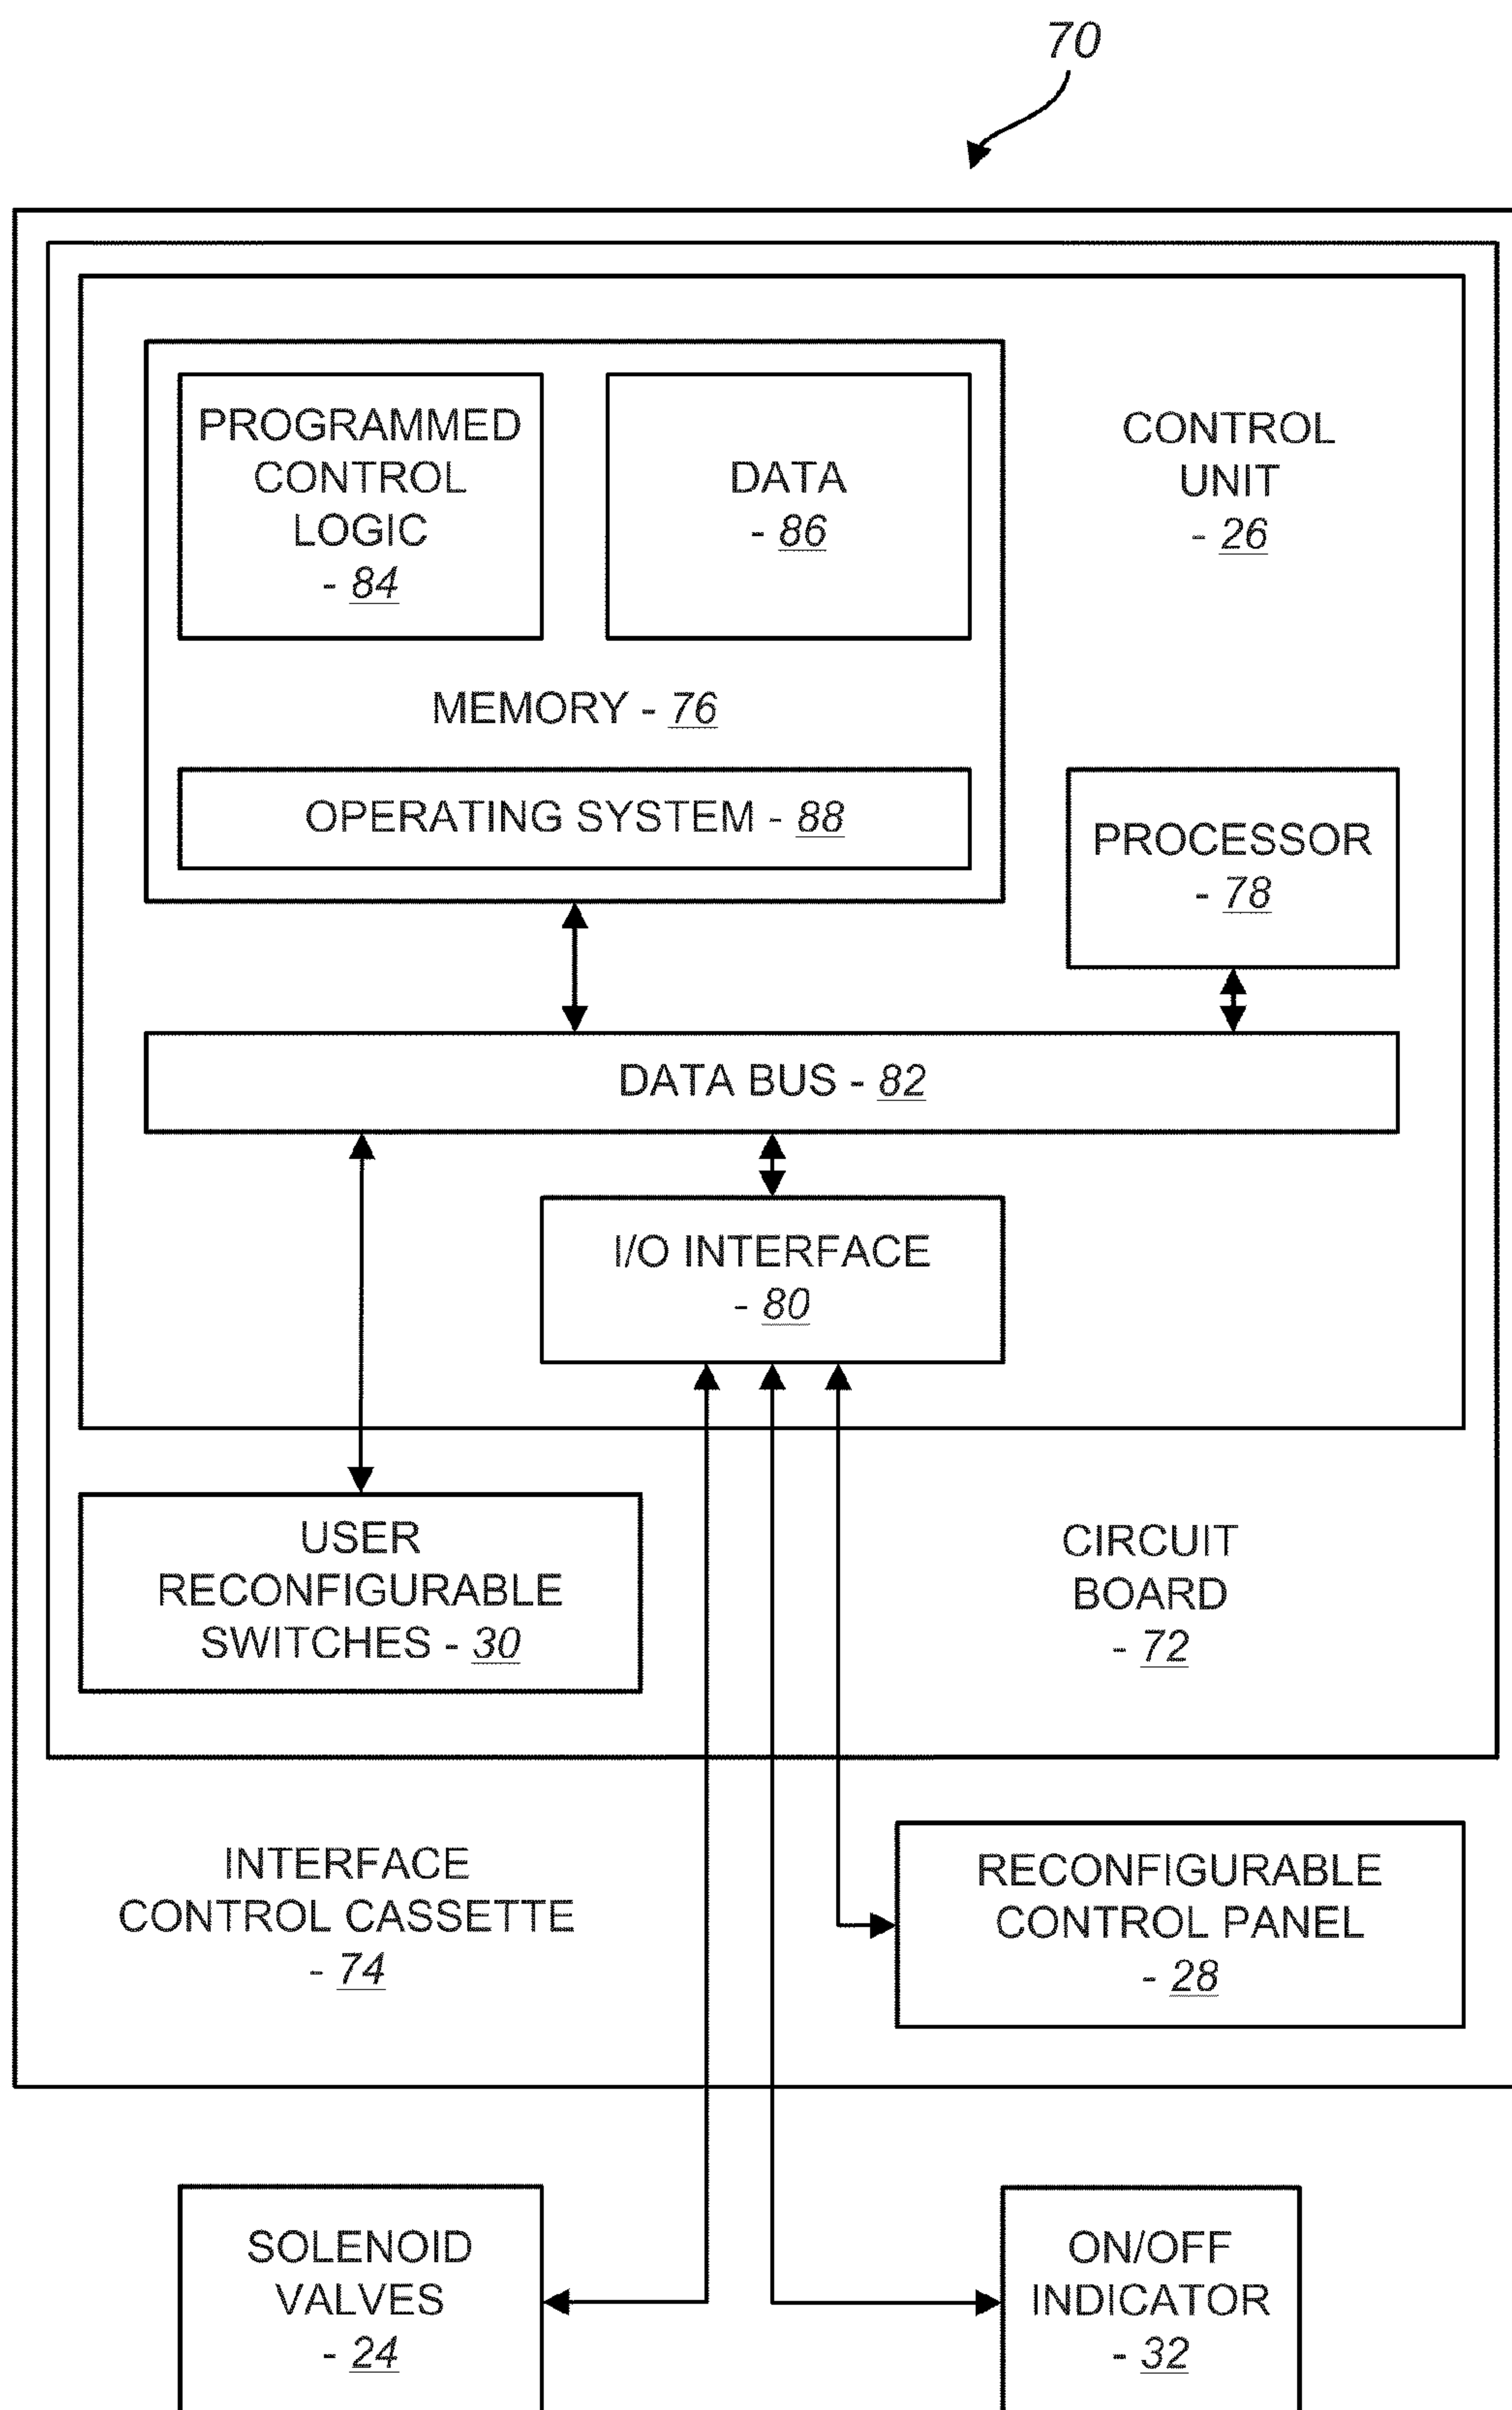 70
PROGRAMMED
CONTROL
LOGIC
- 84
DATA
- 86
CONTROL
UNIT
- 26
MEMORY - 76
OPERATING SYSTEM - 88
PROCESSOR
- 78
DATA BUS - 82
I/O INTERFACE
- 80
USER
RECONFIGURABLE
SWITCHES - 30
CIRCUIT
BOARD
- 72
INTERFACE
CONTROL CASSETTE
- 74
RECONFIGURABLE
CONTROL PANEL
- 28
SOLENOID
VALVES
- 24
ON/OFF
INDICATOR
- 32